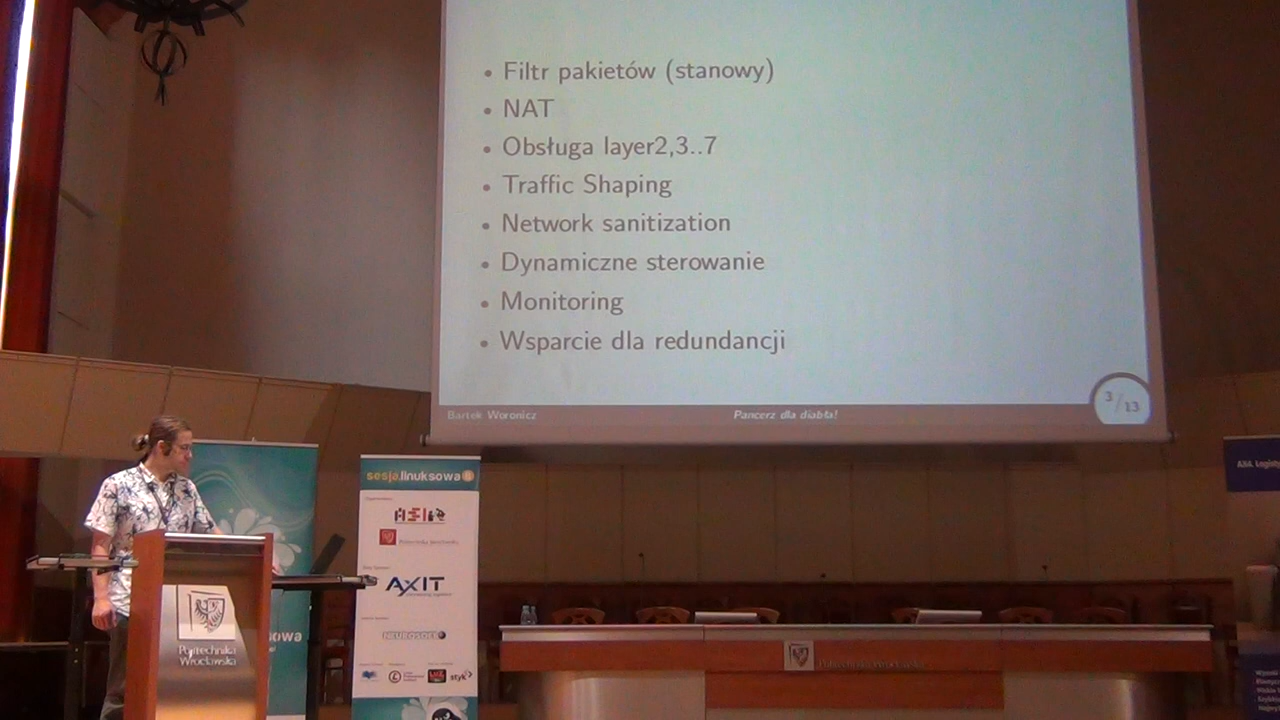 • Filtr pakietów (stanowy)
• NAT
• Obsługa layer2,3..7
• Traffic Shaping
• Network sanitization
• Dynamiczne sterowanie
• Monitoring
• Wsparcie dla redundancji
Bartek Woronicz
Pancerz dla diabła!
3/13
sesja.linuksowa
AXIT
styk
Politechnika
Wrocławska
Politechnika Wrocławska